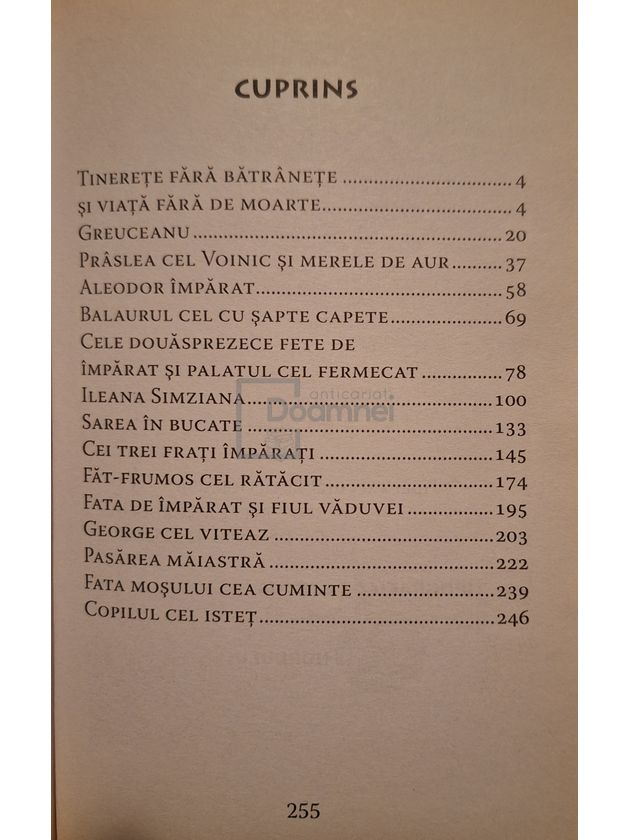 CUPRINS
TINEREȚE FĂRĂ BĂTRÂNEȚE ................................. 4
ȘI VIAȚĂ FĂRĂ DE MOARTE ................................. 4
GREUCEANU ................................. 20
PRÂSLEA CEL VOINIC ȘI MERELE DE AUR ......... 37
ALEODOR ÎMPĂRAT ................................. 58
BALAURUL CEL CU ȘAPTE CAPETE ................... 69
CELE DOUĂSPREZECE FETE DE
ÎMPĂRAT ȘI PALATUL CEL FERMECAT .............. 78
anticariat
ILEANA SIMZIANA ................................. 100
Doamnei
SAREA ÎN BUCATE ................................. 133
CEI TREI FRAȚI ÎMPĂRAȚI ............................ 145
FĂT-FRUMOS CEL RĂTĂCIT ............................ 174
FATA DE ÎMPĂRAT ȘI FIUL VĂDUVEI ............... 195
GEORGE CEL VITEAZ ................................. 203
PASĂREA MĂIASTRĂ ................................. 222
FATA MOȘULUI CEA CUMINTE ...................... 239
COPILUL CEL ISTEȚ ................................. 246
255